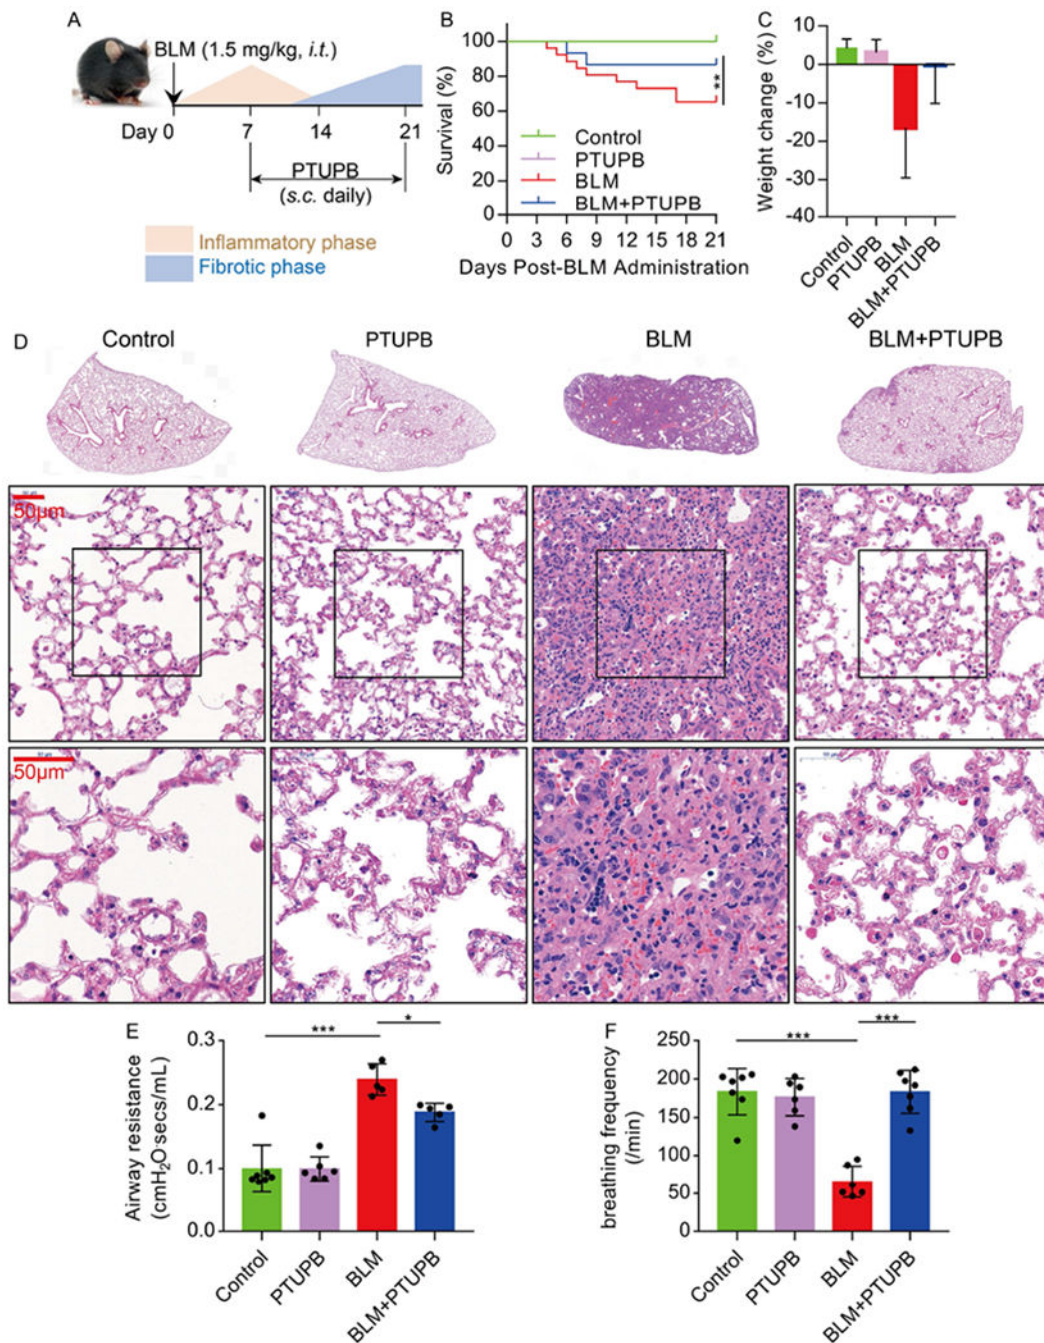 A
BLM (1.5 mg/kg, i.t.)
Day 0 7 14 21
PTUPB
(s.c. daily)
Inflammatory phase
Fibrotic phase
B
Survival (%)
100
80
60
40
20
0
**
Control
PTUPB
BLM
BLM+PTUPB
0 3 6 9 12 15 18 21
Days Post-BLM Administration
C
Weight change (%)
10
0
-10
-20
-30
-40
Control
PTUPB
BLM
BLM+PTUPB
D
Control PTUPB BLM BLM+PTUPB
50μm
50μm
E
Airway resistance
(cmH₂O·secs/mL)
*** *
0.3
0.2
0.1
0.0
Control
PTUPB
BLM
BLM+PTUPB
F
breathing frequency
(/min)
*** ***
250
200
150
100
50
0
Control
PTUPB
BLM
BLM+PTUPB